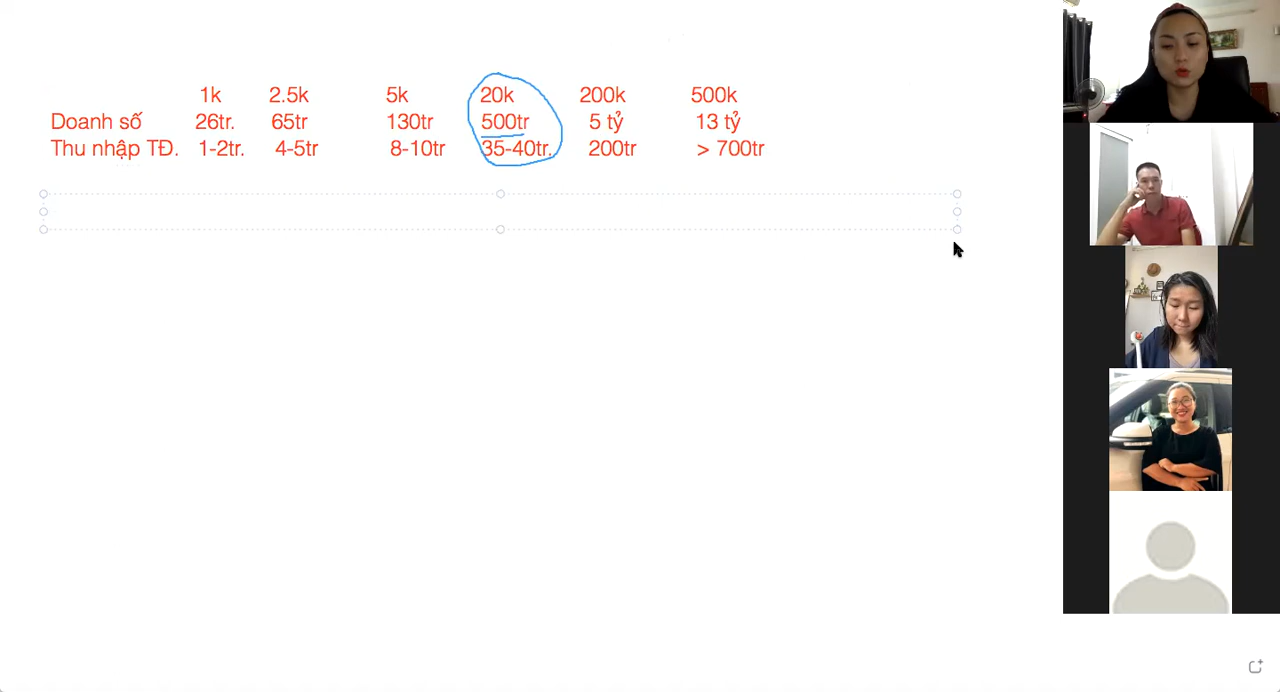 1k 2.5k 5k 20k 200k 500k
Doanh số 26tr. 65tr 130tr 500tr 5 tỷ 13 tỷ
Thu nhập TĐ. 1-2tr. 4-5tr 8-10tr 35-40tr. 200tr > 700tr